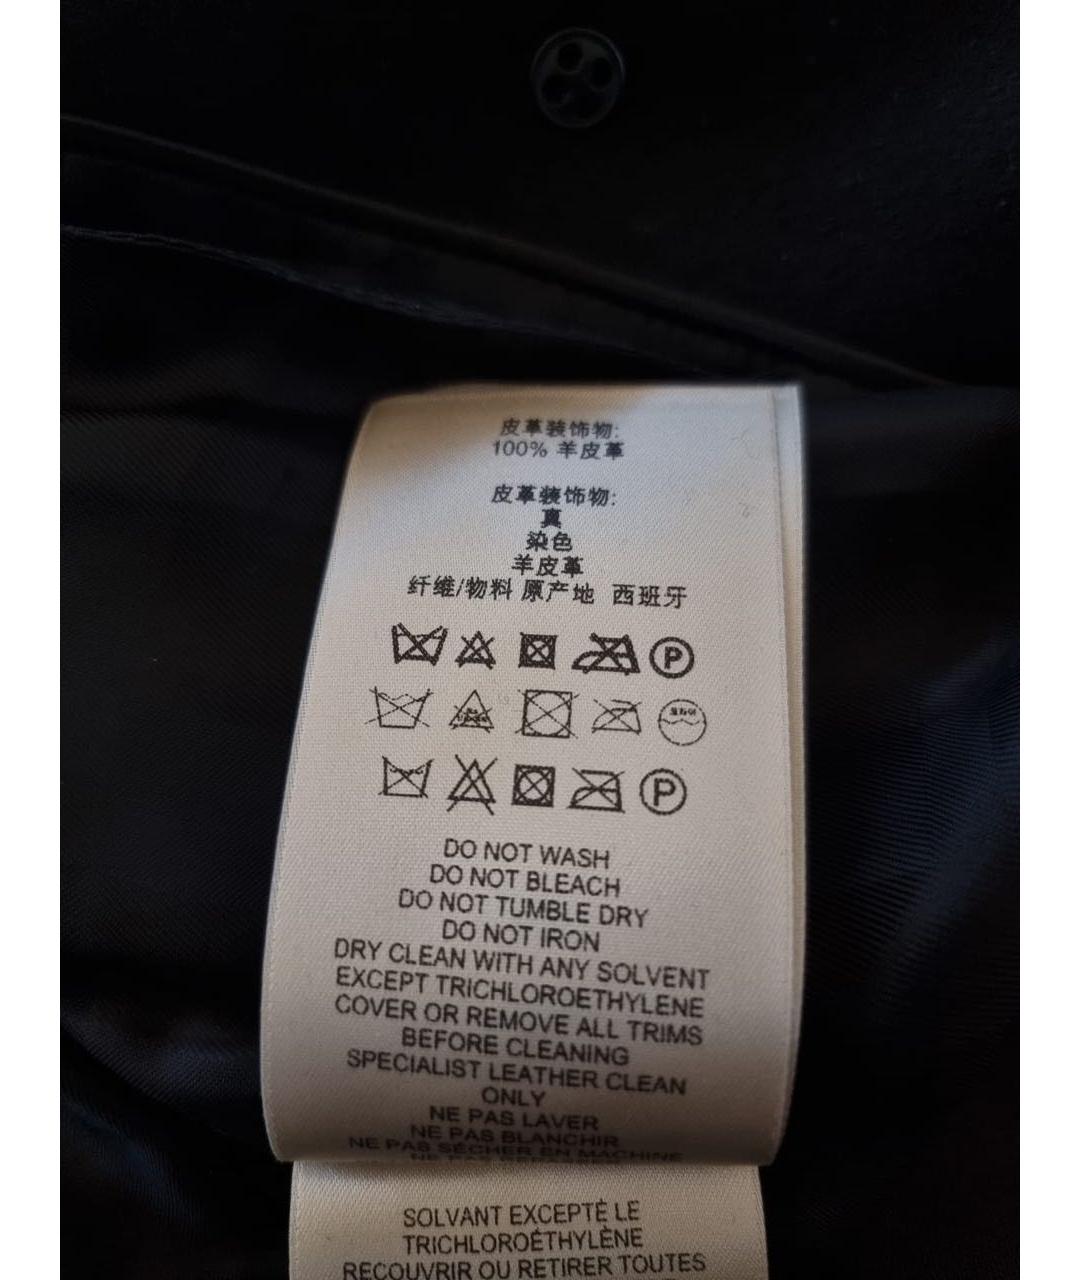 皮革装饰物:
100% 羊皮革
皮革装饰物:
真
染色
羊皮革
纤维/物料 原产地 西班牙
P
P
DO NOT WASH
DO NOT BLEACH
DO NOT TUMBLE DRY
DO NOT IRON
DRY CLEAN WITH ANY SOLVENT
EXCEPT TRICHLOROETHYLENE
COVER OR REMOVE ALL TRIMS
BEFORE CLEANING
SPECIALIST LEATHER CLEAN
ONLY
NE PAS LAVER
NE PAS BLANCHIR
NE PAS SÉCHER EN MACHINE
NE PAS REPASSER
SOLVANT EXCEPTÉ LE
TRICHLOROÉTHYLÈNE
RECOUVRIR OU RETIRER TOUTES